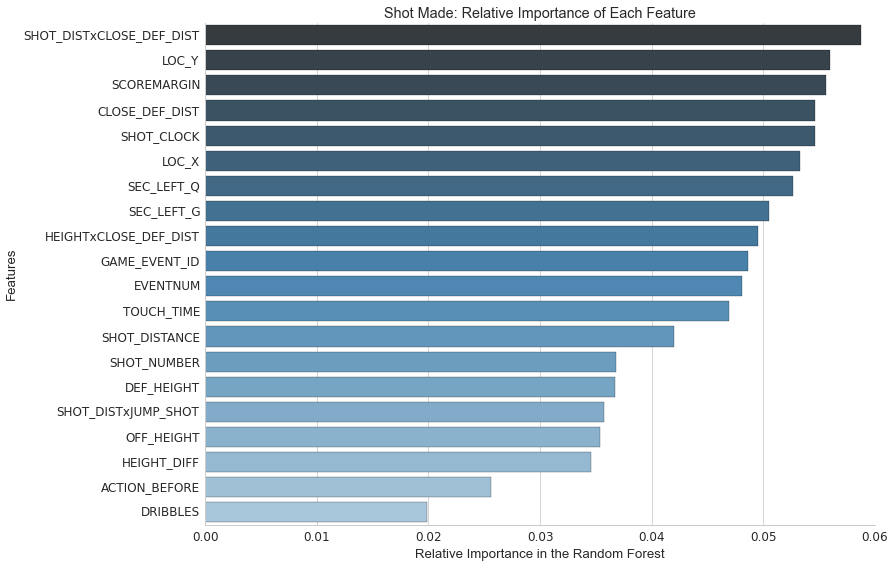 Shot Made: Relative Importance of Each Feature
SHOT_DISTxCLOSE_DEF_DIST
LOC_Y
SCOREMARGIN
CLOSE_DEF_DIST
SHOT_CLOCK
LOC_X
SEC_LEFT_Q
SEC_LEFT_G
HEIGHTxCLOSE_DEF_DIST
GAME_EVENT_ID
EVENTNUM
TOUCH_TIME
SHOT_DISTANCE
SHOT_NUMBER
DEF_HEIGHT
SHOT_DISTxJUMP_SHOT
OFF_HEIGHT
HEIGHT_DIFF
ACTION_BEFORE
DRIBBLES
Features
0.00 0.01 0.02 0.03 0.04 0.05 0.06
Relative Importance in the Random Forest